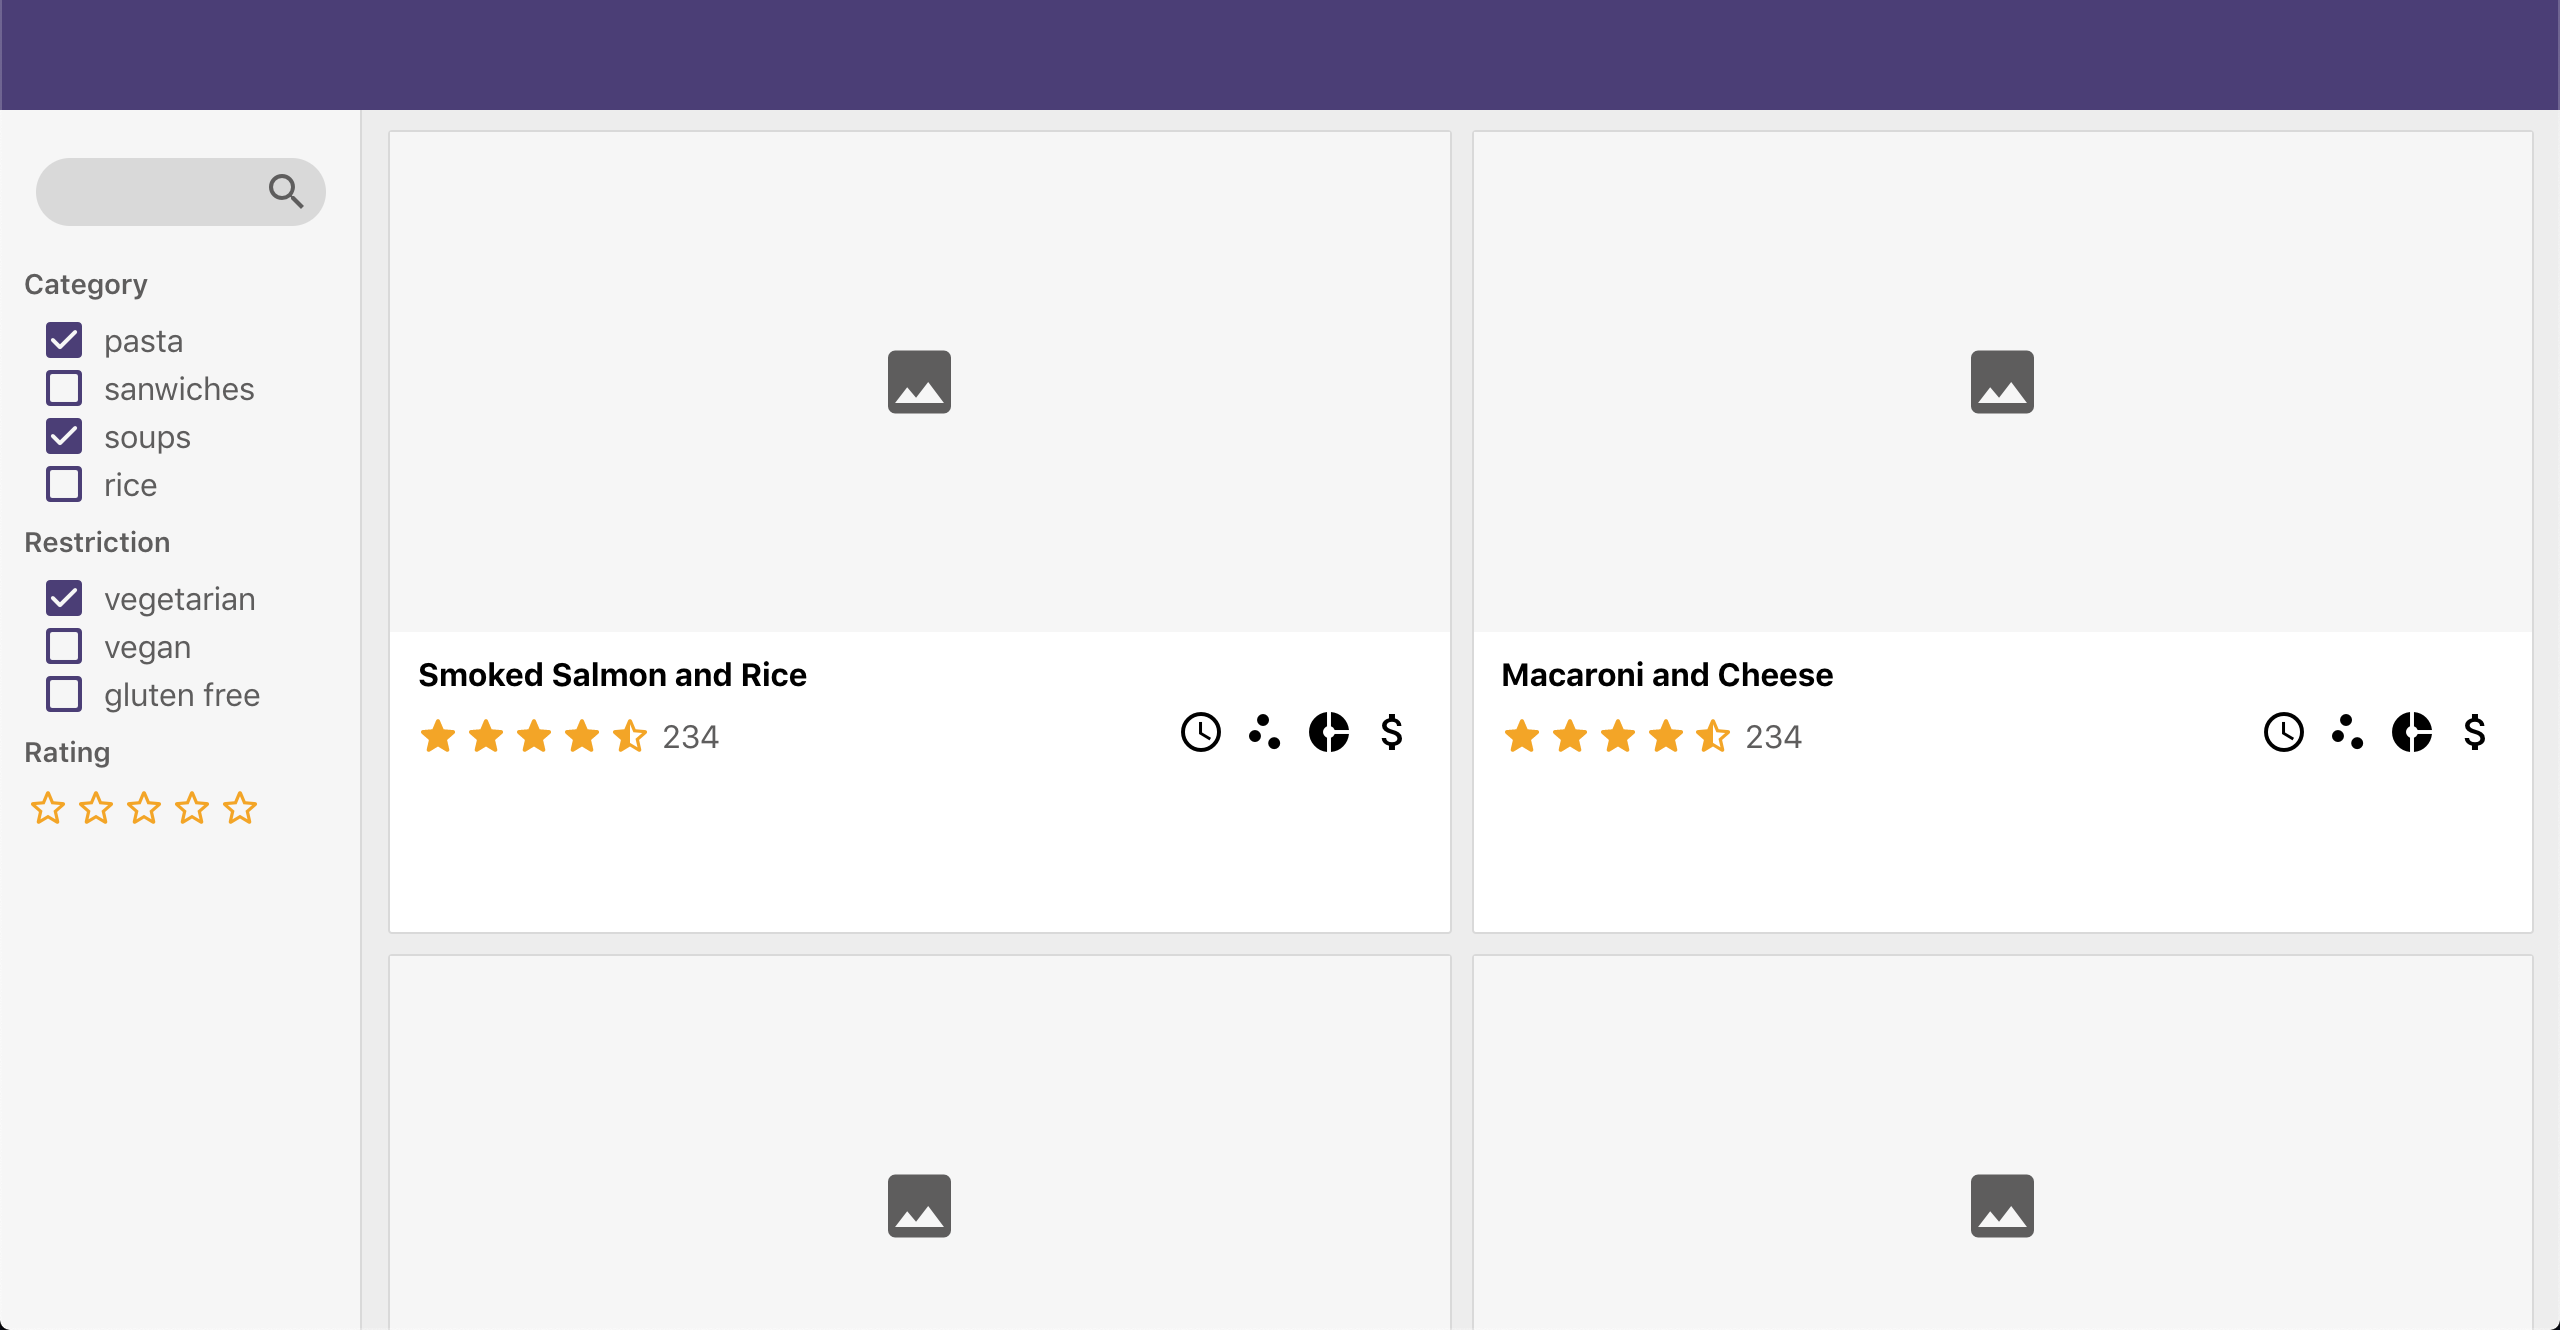 Category
pasta
sanwiches
soups
rice
Restriction
vegetarian
vegan
gluten free
Rating
Smoked Salmon and Rice
234
$
Macaroni and Cheese
234
$